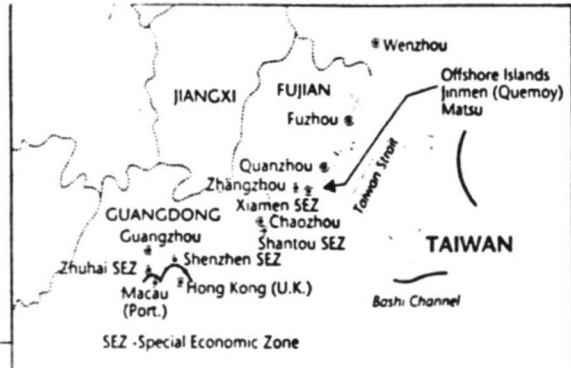 Wenzhou
Offshore Islands
Jinmen (Quemoy)
Matsu
JIANGXI
FUJIAN
Fuzhou
Quanzhou
Taiwan Strait
Zhangzhou
Xiamen SEZ
GUANGDONG
Chaozhou
Guangzhou
Shantou SEZ
TAIWAN
Shenzhen SEZ
Zhuhai SEZ
Hong Kong (U.K.)
Macau
(Port.)
Bashi Channel
SEZ -Special Economic Zone